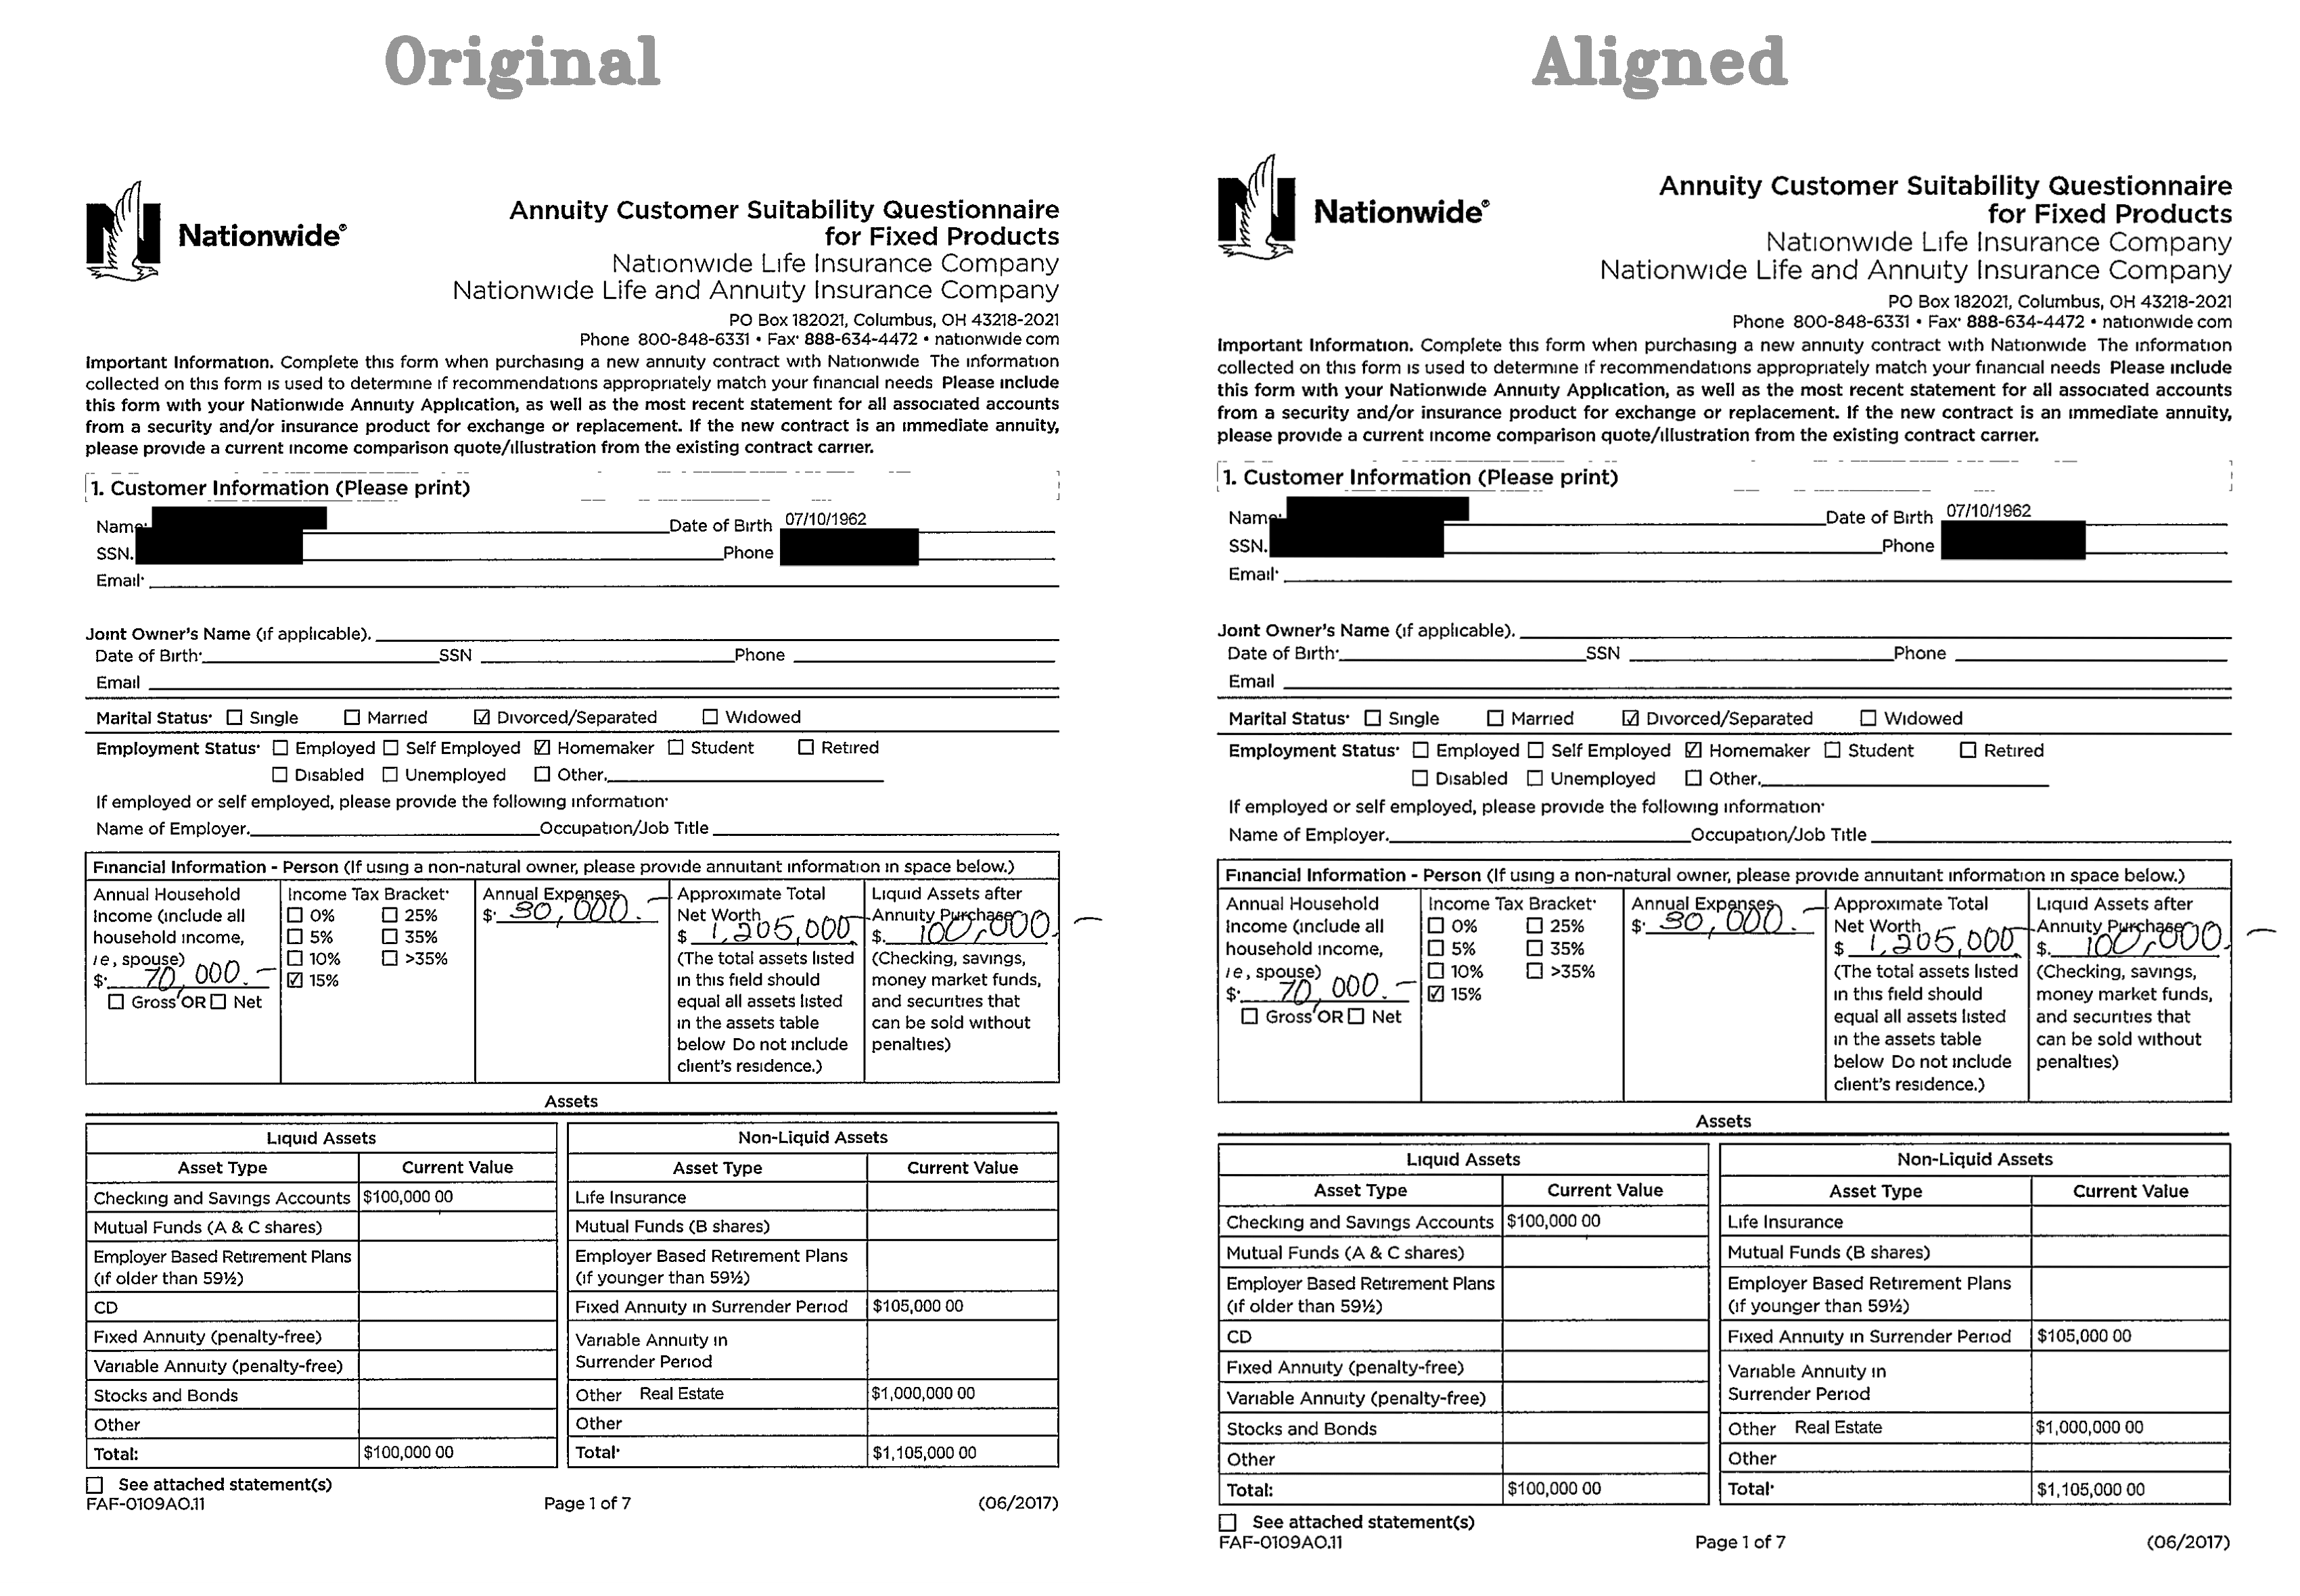 Original
Nationwide®
Annuity Customer Suitability Questionnaire
for Fixed Products
Nationwide Life Insurance Company
Nationwide Life and Annuity Insurance Company
PO Box 182021, Columbus, OH 43218-2021
Phone 800-848-6331 • Fax· 888-634-4472 • nationwide com
Important Information. Complete this form when purchasing a new annuity contract with Nationwide The information
collected on this form is used to determine if recommendations appropriately match your financial needs Please include
this form with your Nationwide Annuity Application, as well as the most recent statement for all associated accounts
from a security and/or insurance product for exchange or replacement. If the new contract is an immediate annuity,
please provide a current income comparison quote/illustration from the existing contract carrier.
1. Customer Information (Please print)
Name: Date of Birth 07/10/1962
SSN. Phone
Email·
Joint Owner's Name (if applicable).
Date of Birth· SSN Phone
Email
Marital Status· ☐ Single ☐ Married ☑ Divorced/Separated ☐ Widowed
Employment Status· ☐ Employed ☐ Self Employed ☑ Homemaker ☐ Student ☐ Retired
☐ Disabled ☐ Unemployed ☐ Other.
If employed or self employed, please provide the following information·
Name of Employer. Occupation/Job Title
Financial Information - Person (If using a non-natural owner, please provide annuitant information in space below.)
Annual Household
Income (include all
household income,
ie, spouse)
$· 70,000.-
☐ Gross OR ☐ Net
Income Tax Bracket·
☐ 0% ☐ 25%
☐ 5% ☐ 35%
☐ 10% ☐ >35%
☑ 15%
Annual Expenses
$· 30,000.-
Approximate Total
Net Worth
$ 1,205,000.-
(The total assets listed
in this field should
equal all assets listed
in the assets table
below Do not include
client's residence.)
Liquid Assets after
Annuity Purchase
$. 100,000.-
(Checking, savings,
money market funds,
and securities that
can be sold without
penalties)
Assets
Liquid Assets
Asset Type Current Value
Checking and Savings Accounts $100,000 00
Mutual Funds (A & C shares)
Employer Based Retirement Plans
(if older than 59½)
CD
Fixed Annuity (penalty-free)
Variable Annuity (penalty-free)
Stocks and Bonds
Other
Total: $100,000 00
Non-Liquid Assets
Asset Type Current Value
Life Insurance
Mutual Funds (B shares)
Employer Based Retirement Plans
(if younger than 59½)
Fixed Annuity in Surrender Period $105,000 00
Variable Annuity in
Surrender Period
Other Real Estate $1,000,000 00
Other
Total· $1,105,000 00
☐ See attached statement(s)
FAF-0109AO.11 Page 1 of 7 (06/2017)
Aligned
Nationwide®
Annuity Customer Suitability Questionnaire
for Fixed Products
Nationwide Life Insurance Company
Nationwide Life and Annuity Insurance Company
PO Box 182021, Columbus, OH 43218-2021
Phone 800-848-6331 • Fax· 888-634-4472 • nationwide com
Important Information. Complete this form when purchasing a new annuity contract with Nationwide The information
collected on this form is used to determine if recommendations appropriately match your financial needs Please include
this form with your Nationwide Annuity Application, as well as the most recent statement for all associated accounts
from a security and/or insurance product for exchange or replacement. If the new contract is an immediate annuity,
please provide a current income comparison quote/illustration from the existing contract carrier.
1. Customer Information (Please print)
Name: Date of Birth 07/10/1962
SSN. Phone
Email·
Joint Owner's Name (if applicable).
Date of Birth· SSN Phone
Email
Marital Status· ☐ Single ☐ Married ☑ Divorced/Separated ☐ Widowed
Employment Status· ☐ Employed ☐ Self Employed ☑ Homemaker ☐ Student ☐ Retired
☐ Disabled ☐ Unemployed ☐ Other.
If employed or self employed, please provide the following information·
Name of Employer. Occupation/Job Title
Financial Information - Person (If using a non-natural owner, please provide annuitant information in space below.)
Annual Household
Income (include all
household income,
ie, spouse)
$· 70,000.-
☐ Gross OR ☐ Net
Income Tax Bracket·
☐ 0% ☐ 25%
☐ 5% ☐ 35%
☐ 10% ☐ >35%
☑ 15%
Annual Expenses
$· 30,000.-
Approximate Total
Net Worth
$ 1,205,000.-
(The total assets listed
in this field should
equal all assets listed
in the assets table
below Do not include
client's residence.)
Liquid Assets after
Annuity Purchase
$. 100,000.-
(Checking, savings,
money market funds,
and securities that
can be sold without
penalties)
Assets
Liquid Assets
Asset Type Current Value
Checking and Savings Accounts $100,000 00
Mutual Funds (A & C shares)
Employer Based Retirement Plans
(if older than 59½)
CD
Fixed Annuity (penalty-free)
Variable Annuity (penalty-free)
Stocks and Bonds
Other
Total: $100,000 00
Non-Liquid Assets
Asset Type Current Value
Life Insurance
Mutual Funds (B shares)
Employer Based Retirement Plans
(if younger than 59½)
Fixed Annuity in Surrender Period $105,000 00
Variable Annuity in
Surrender Period
Other Real Estate $1,000,000 00
Other
Total· $1,105,000 00
☐ See attached statement(s)
FAF-0109AO.11 Page 1 of 7 (06/2017)